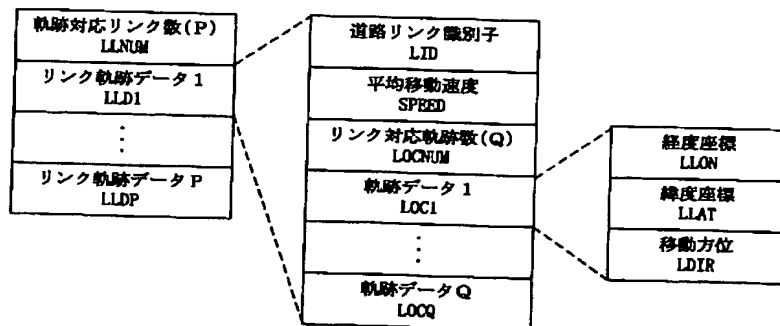 軌跡対応リンク数(P)
LLNUM
リンク軌跡データ1
LLD1
⋮
リンク軌跡データP
LLDP
道路リンク識別子
LID
平均移動速度
SPEED
リンク対応軌跡数(Q)
LOCNUM
軌跡データ1
LOC1
⋮
軌跡データQ
LOCQ
経度座標
LLON
緯度座標
LLAT
移動方位
LDIR